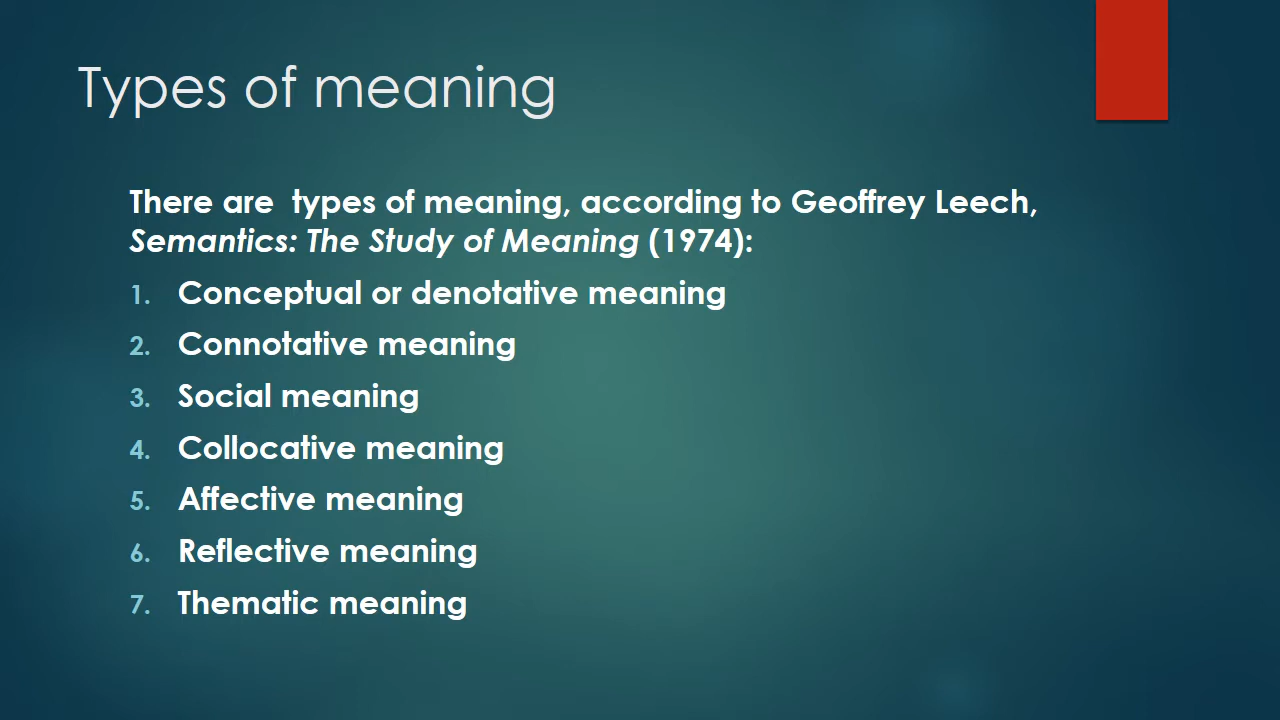 Types of meaning
There are  types of meaning, according to Geoffrey Leech,
Semantics: The Study of Meaning (1974):
1. Conceptual or denotative meaning
2. Connotative meaning
3. Social meaning
4. Collocative meaning
5. Affective meaning
6. Reflective meaning
7. Thematic meaning